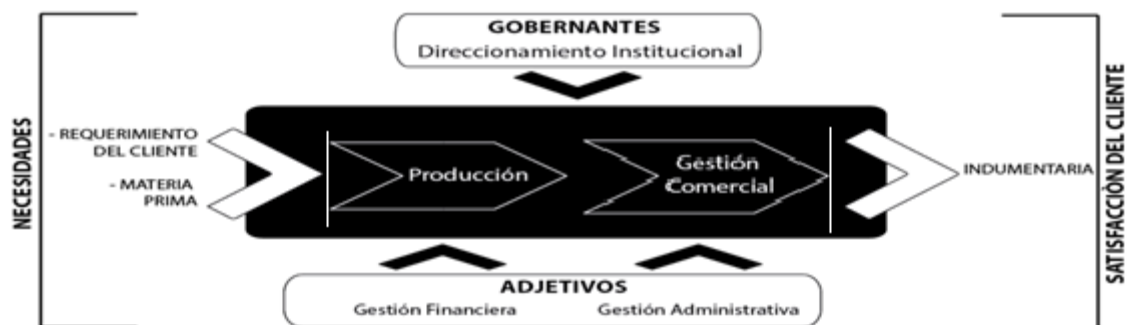 GOBERNANTES
Direccionamiento Institucional
NECESIDADES
- REQUERIMIENTO
DEL CLIENTE
- MATERIA
PRIMA
Producción
Gestión
Comercial
INDUMENTARIA
SATISFACCIÒN DEL CLIENTE
ADJETIVOS
Gestión Financiera Gestión Administrativa